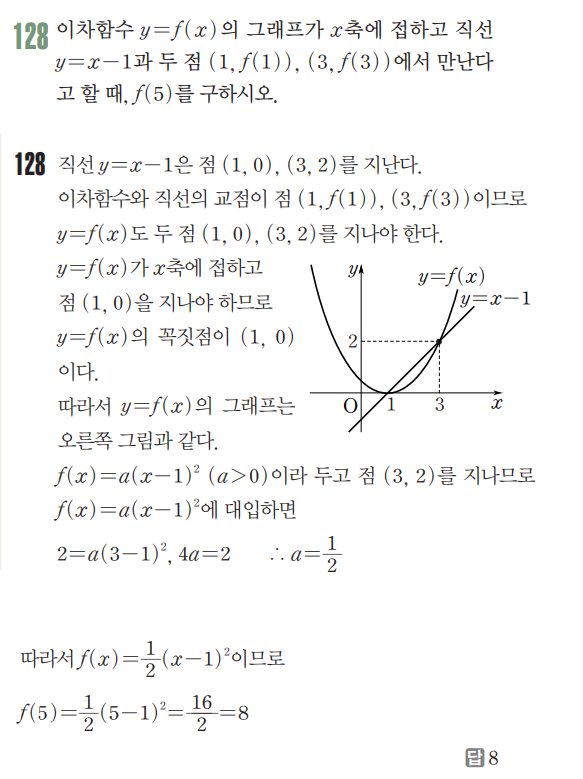 128 이차함수 y=f(x)의 그래프가 x축에 접하고 직선
y=x-1과 두 점 (1, f(1)), (3, f(3))에서 만난다
고 할 때, f(5)를 구하시오.
128 직선 y=x-1은 점 (1, 0), (3, 2)를 지난다.
이차함수와 직선의 교점이 점 (1, f(1)), (3, f(3))이므로
y=f(x)도 두 점 (1, 0), (3, 2)를 지나야 한다.
y=f(x)가 x축에 접하고
점 (1, 0)을 지나야 하므로
y=f(x)의 꼭짓점이 (1, 0)
이다.
따라서 y=f(x)의 그래프는
오른쪽 그림과 같다.
y
y=f(x)
y=x-1
2
O 1 3 x
f(x)=a(x-1)² (a>0)이라 두고 점 (3, 2)를 지나므로
f(x)=a(x-1)²에 대입하면
2=a(3-1)², 4a=2 ∴ a=1/2
따라서 f(x)=1/2(x-1)²이므로
f(5)=1/2(5-1)²=16/2=8
답 8